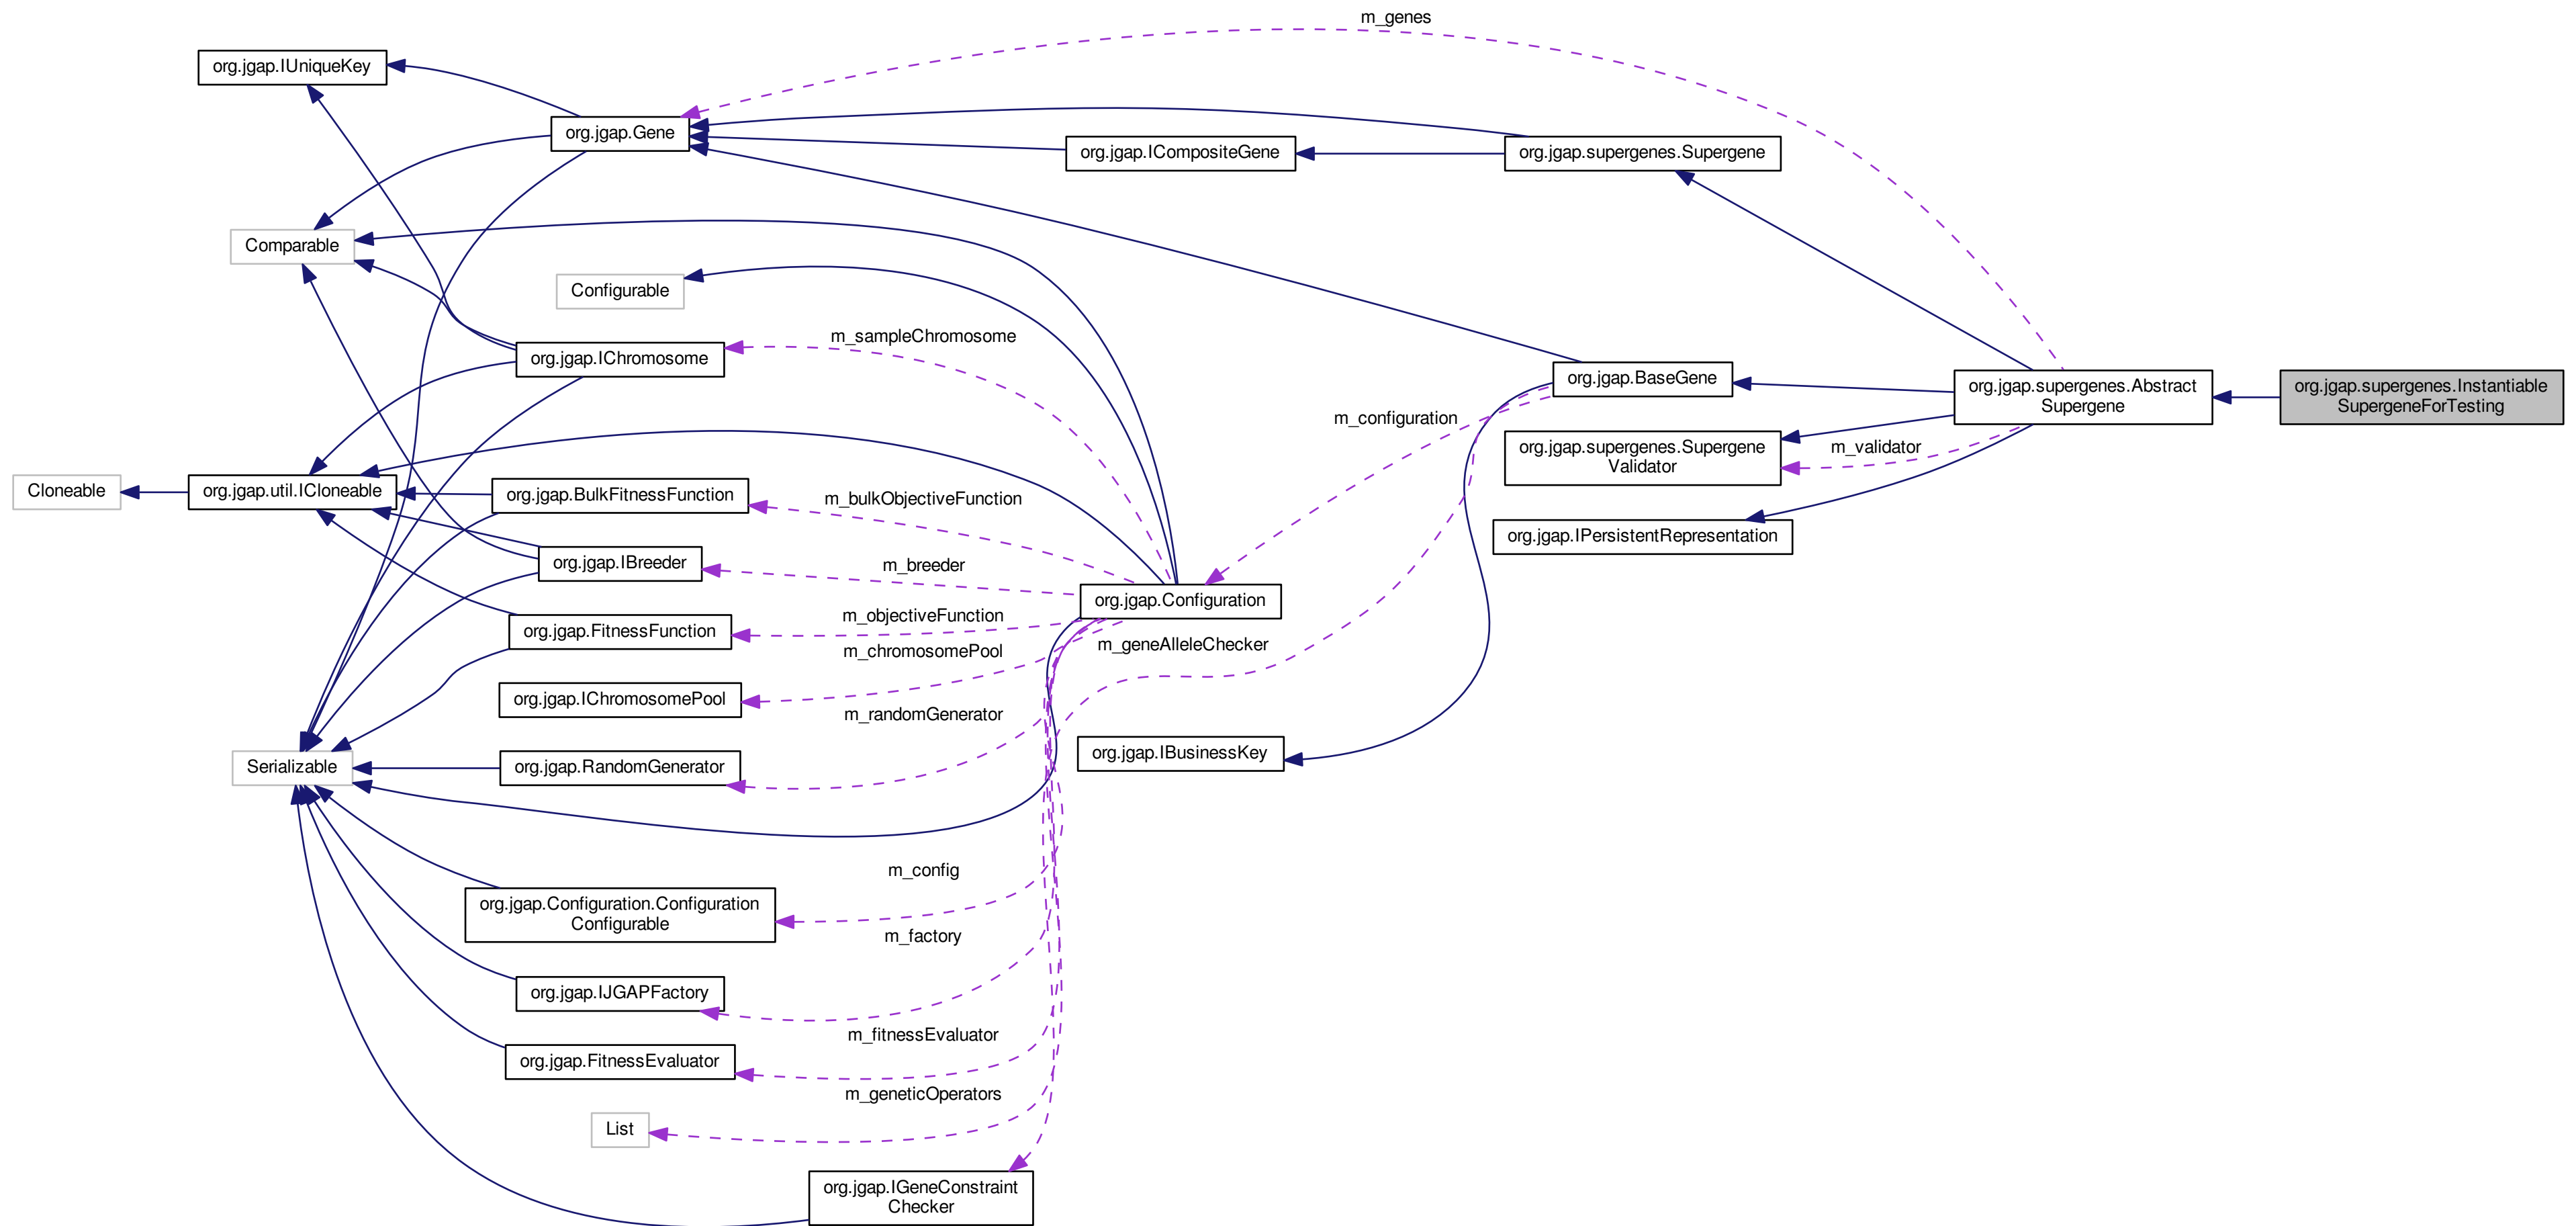 m_genes
org.jgap.IUniqueKey
org.jgap.Gene
org.jgap.ICompositeGene
org.jgap.supergenes.Supergene
Comparable
Configurable
m_sampleChromosome
org.jgap.IChromosome
org.jgap.BaseGene
org.jgap.supergenes.Abstract
Supergene
org.jgap.supergenes.Instantiable
SupergeneForTesting
m_configuration
org.jgap.supergenes.Supergene
Validator
m_validator
Cloneable
org.jgap.util.ICloneable
org.jgap.BulkFitnessFunction
m_bulkObjectiveFunction
org.jgap.IPersistentRepresentation
org.jgap.IBreeder
m_breeder
org.jgap.Configuration
m_objectiveFunction
org.jgap.FitnessFunction
m_chromosomePool
m_geneAlleleChecker
org.jgap.IChromosomePool
m_randomGenerator
org.jgap.IBusinessKey
Serializable
org.jgap.RandomGenerator
m_config
org.jgap.Configuration.Configuration
Configurable
m_factory
org.jgap.IJGAPFactory
m_fitnessEvaluator
org.jgap.FitnessEvaluator
m_geneticOperators
List
org.jgap.IGeneConstraint
Checker